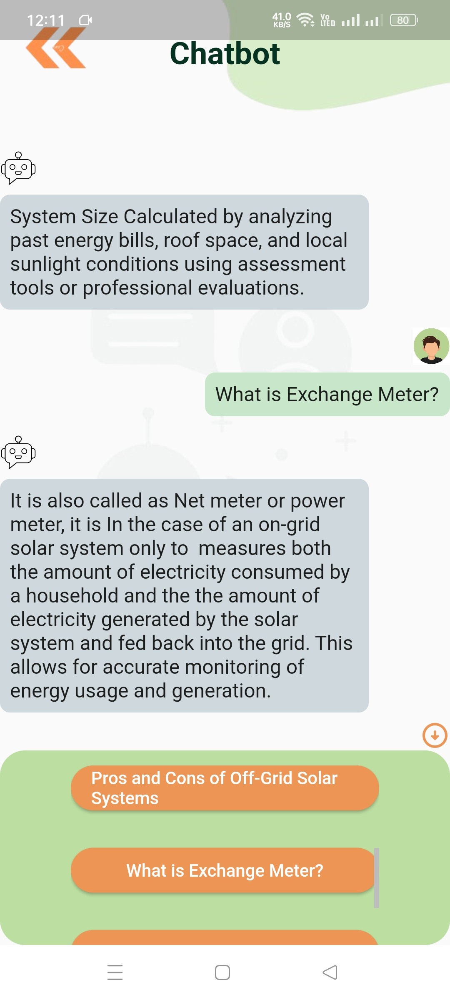 12:11
41.0
KB/S
Vo
LTED
80
Chatbot
System Size Calculated by analyzing
past energy bills, roof space, and local
sunlight conditions using assessment
tools or professional evaluations.
What is Exchange Meter?
It is also called as Net meter or power
meter, it is In the case of an on-grid
solar system only to  measures both
the amount of electricity consumed by
a household and the the amount of
electricity generated by the solar
system and fed back into the grid. This
allows for accurate monitoring of
energy usage and generation.
Pros and Cons of Off-Grid Solar
Systems
What is Exchange Meter?